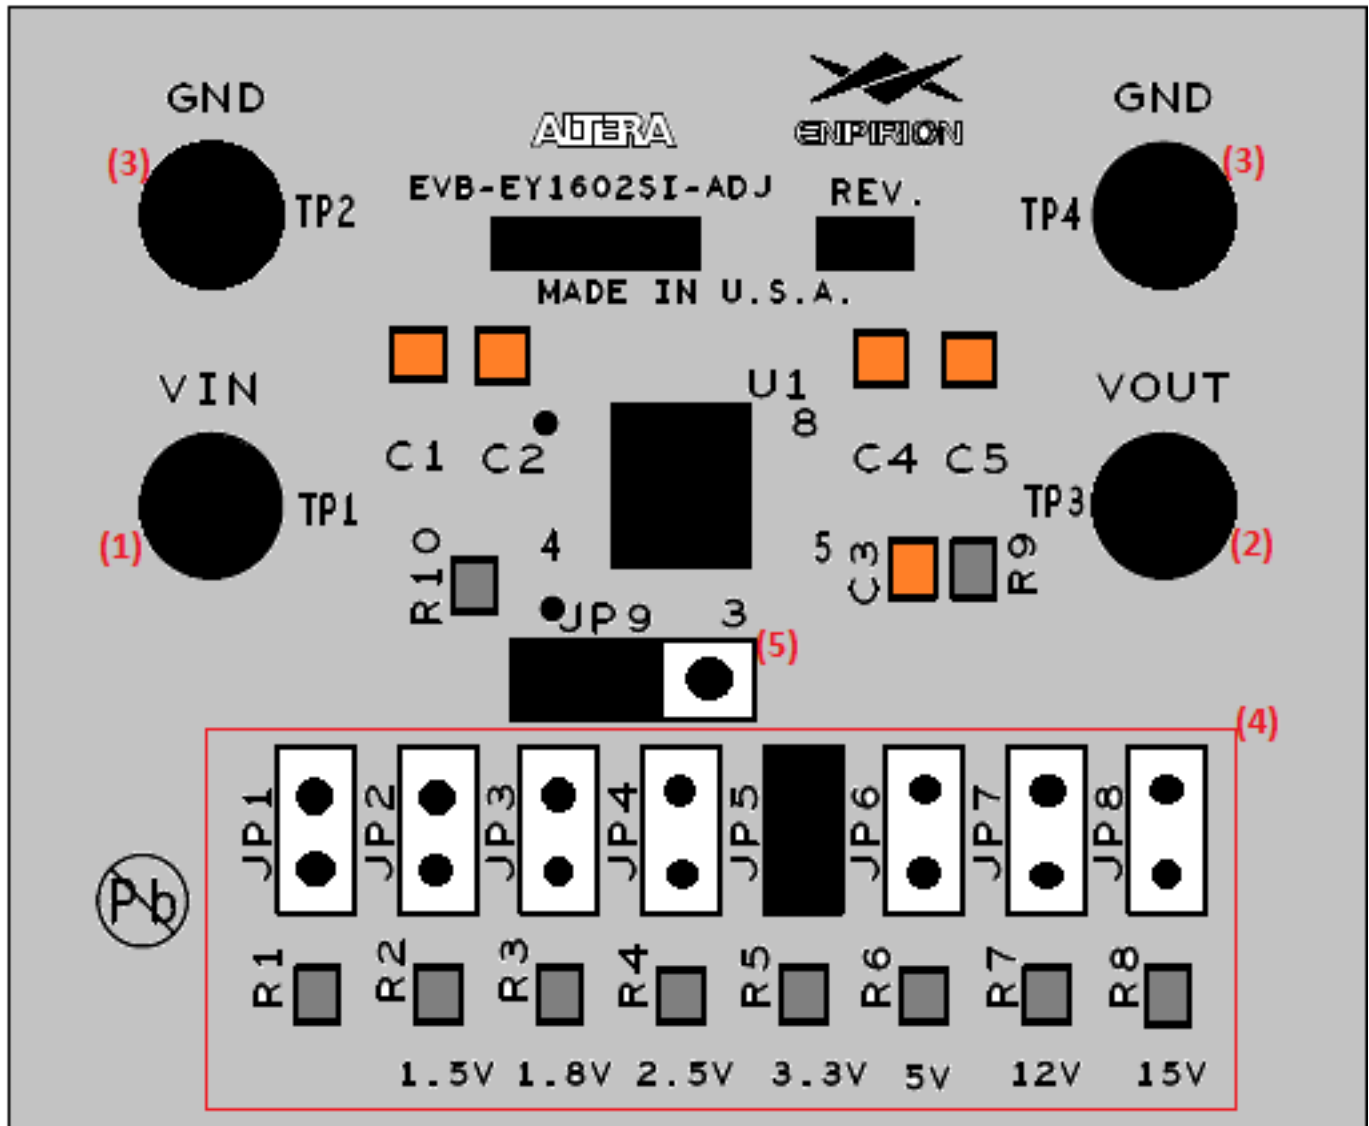 GND
GND
(3)
(3)
ALTERA
ENPIRION
EVB-EY1602SI-ADJ
REV.
TP2
TP4
MADE IN U.S.A.
VIN
U1
VOUT
8
C1
C2
C4
C5
TP1
TP3
(1)
(2)
R10
4
5
C3
R9
JP9
3
(5)
(4)
JP1
JP2
JP3
JP4
JP5
JP6
JP7
JP8
Pb
R1
R2
R3
R4
R5
R6
R7
R8
1.5V 1.8V 2.5V 3.3V 5V 12V 15V